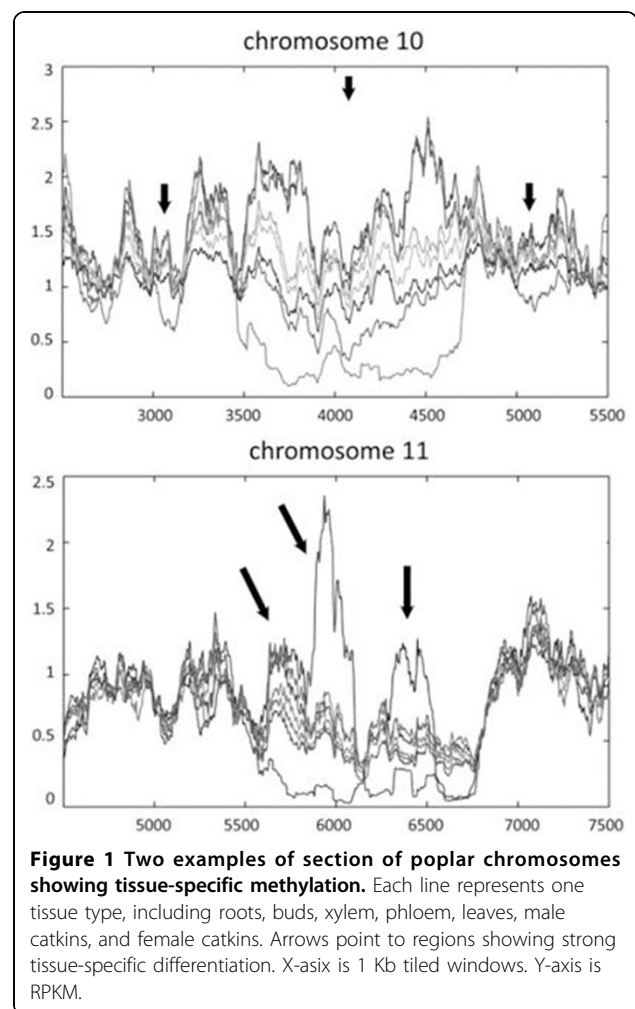 chromosome 10
3
2.5
2
1.5
1
0.5
0
3000 3500 4000 4500 5000 5500
chromosome 11
2.5
2
1.5
1
0.5
0
5000 5500 6000 6500 7000 7500
Figure 1 Two examples of section of poplar chromosomes
showing tissue-specific methylation. Each line represents one
tissue type, including roots, buds, xylem, phloem, leaves, male
catkins, and female catkins. Arrows point to regions showing strong
tissue-specific differentiation. X-asix is 1 Kb tiled windows. Y-axis is
RPKM.